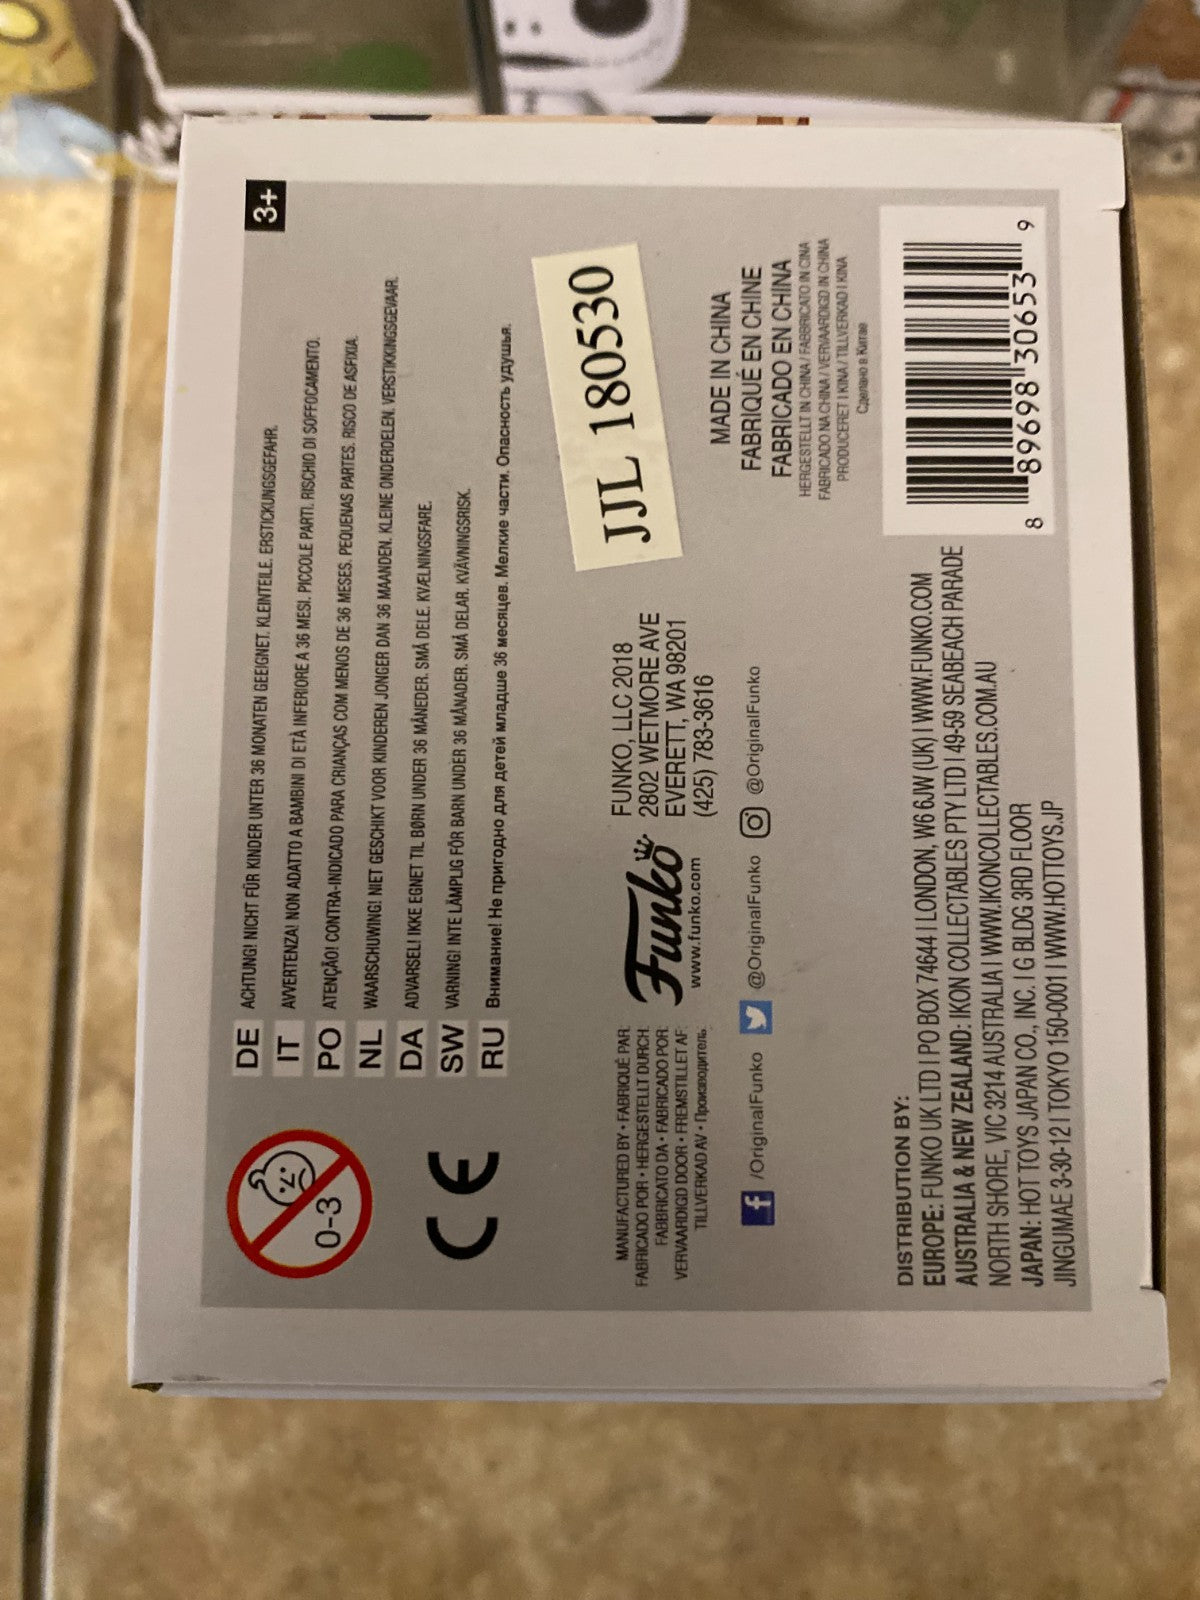 3+
DE ACHTUNG! NICHT FÜR KINDER UNTER 36 MONATEN GEEIGNET. KLEINTEILE. ERSTICKUNGSGEFAHR.
IT AVVERTENZA! NON ADATTO A BAMBINI DI ETÀ INFERIORE A 36 MESI. PICCOLE PARTI. RISCHIO DI SOFFOCAMENTO.
PO ATENÇÃO! CONTRA-INDICADO PARA CRIANÇAS COM MENOS DE 36 MESES. PEQUENAS PARTES. RISCO DE ASFIXIA.
NL WAARSCHUWING! NIET GESCHIKT VOOR KINDEREN JONGER DAN 36 MAANDEN. KLEINE ONDERDELEN. VERSTIKKINGSGEVAAR.
DA ADVARSEL! IKKE EGNET TIL BØRN UNDER 36 MÅNEDER. SMÅ DELE. KVÆLNINGSFARE.
SW VARNING! INTE LÄMPLIG FÖR BARN UNDER 36 MÅNADER. SMÅ DELAR. KVÄVNINGSRISK.
RU Внимание! Не пригодно для детей младше 36 месяцев. Мелкие части. Опасность удушья.
0-3
CE
JJL 180530
MANUFACTURED BY • FABRIQUÉ PAR:
FABRICADO POR • HERGESTELLT DURCH:
FABBRICATO DA • FABRICADO POR:
VERVAARDIGD DOOR • FREMSTILLET AF:
TILLVERKAD AV • Производитель:
Funko
www.funko.com
FUNKO, LLC 2018
2802 WETMORE AVE
EVERETT, WA 98201
(425) 783-3616
/OriginalFunko @OriginalFunko @OriginalFunko
MADE IN CHINA
FABRIQUÉ EN CHINE
FABRICADO EN CHINA
HERGESTELLT IN CHINA / FABBRICATO IN CINA
FABRICADO NA CHINA / VERVAARDIGD IN CHINA
PRODUCERET I KINA / TILLVERKAD I KINA
Сделано в Китае
DISTRIBUTION BY:
EUROPE: FUNKO UK LTD I PO BOX 74644 I LONDON, W6 6JW (UK) I WWW.FUNKO.COM
AUSTRALIA & NEW ZEALAND: IKON COLLECTABLES PTY LTD I 49-59 SEABEACH PARADE
NORTH SHORE, VIC 3214 AUSTRALIA I WWW.IKONCOLLECTABLES.COM.AU
JAPAN: HOT TOYS JAPAN CO., INC. I G BLDG 3RD FLOOR
JINGUMAE 3-30-12 I TOKYO 150-0001 I WWW.HOTTOYS.JP
8 89698 30653 9